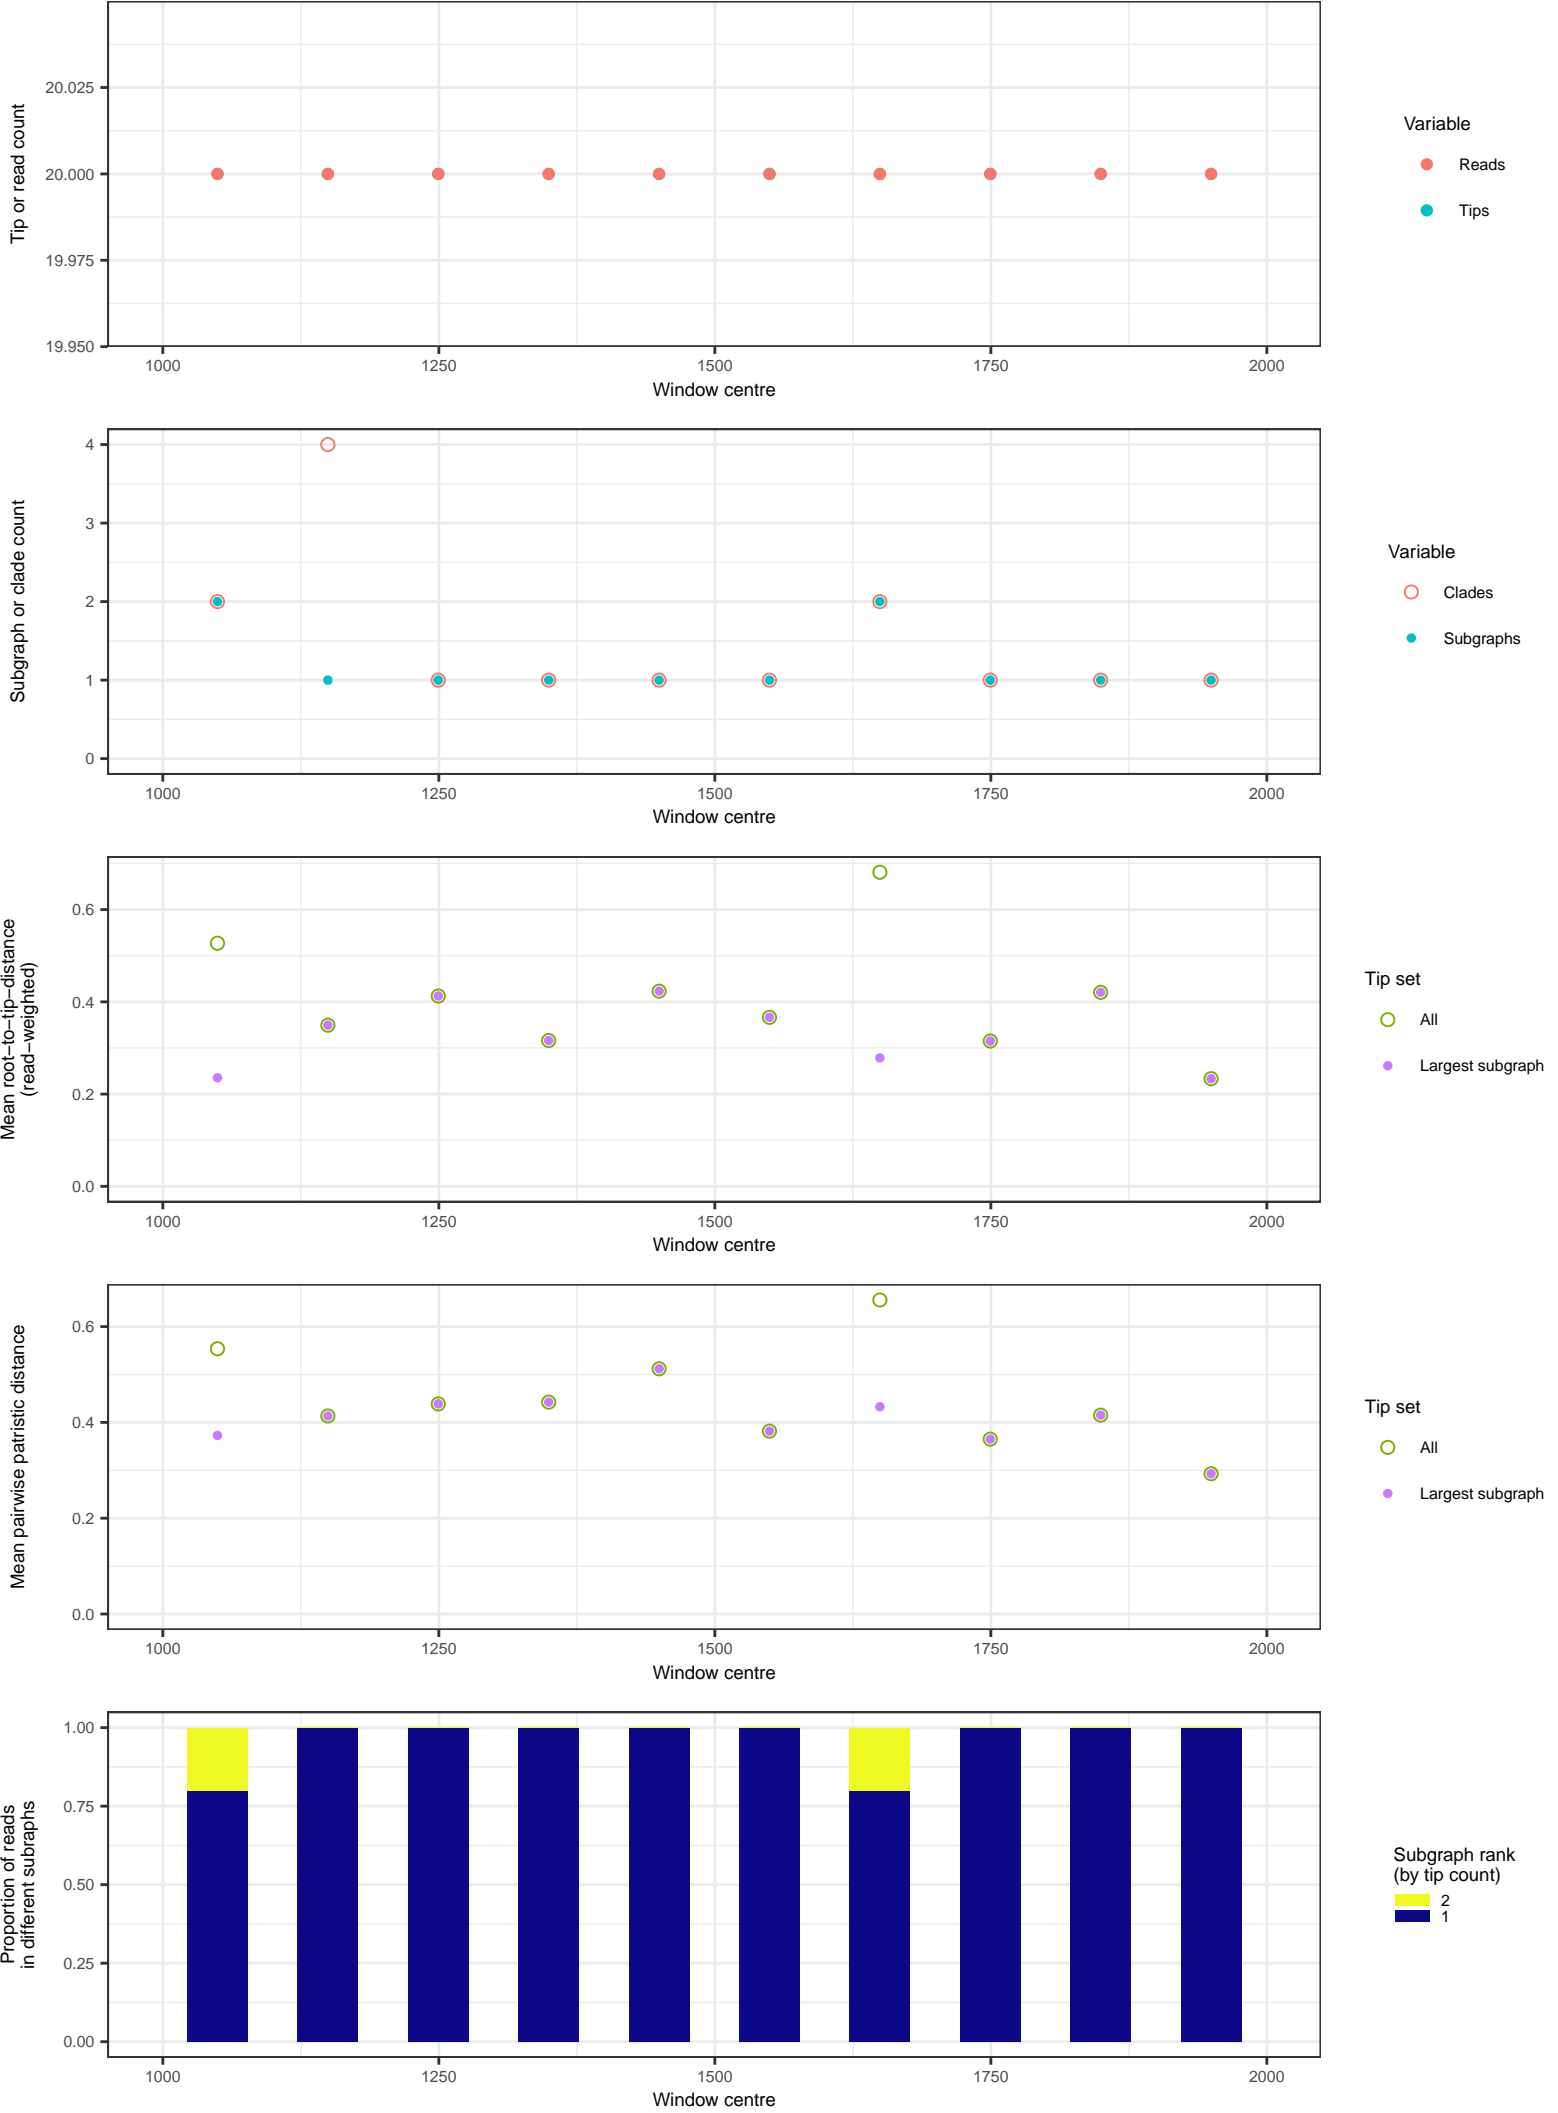 Tip or read count
20.025
20.000
19.975
19.950
1000 1250 1500 1750 2000
Window centre
Variable
Reads
Tips
Subgraph or clade count
4
3
2
1
0
1000 1250 1500 1750 2000
Window centre
Variable
Clades
Subgraphs
Mean root−to−tip−distance
(read−weighted)
0.6
0.4
0.2
0.0
1000 1250 1500 1750 2000
Window centre
Tip set
All
Largest subgraph
Mean pairwise patristic distance
0.6
0.4
0.2
0.0
1000 1250 1500 1750 2000
Window centre
Tip set
All
Largest subgraph
Proportion of reads
in different subraphs
1.00
0.75
0.50
0.25
0.00
1000 1250 1500 1750 2000
Window centre
Subgraph rank
(by tip count)
2
1